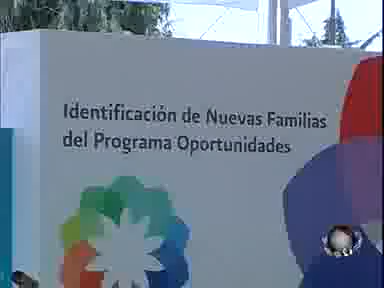 Identificación de Nuevas Familias
del Programa Oportunidades